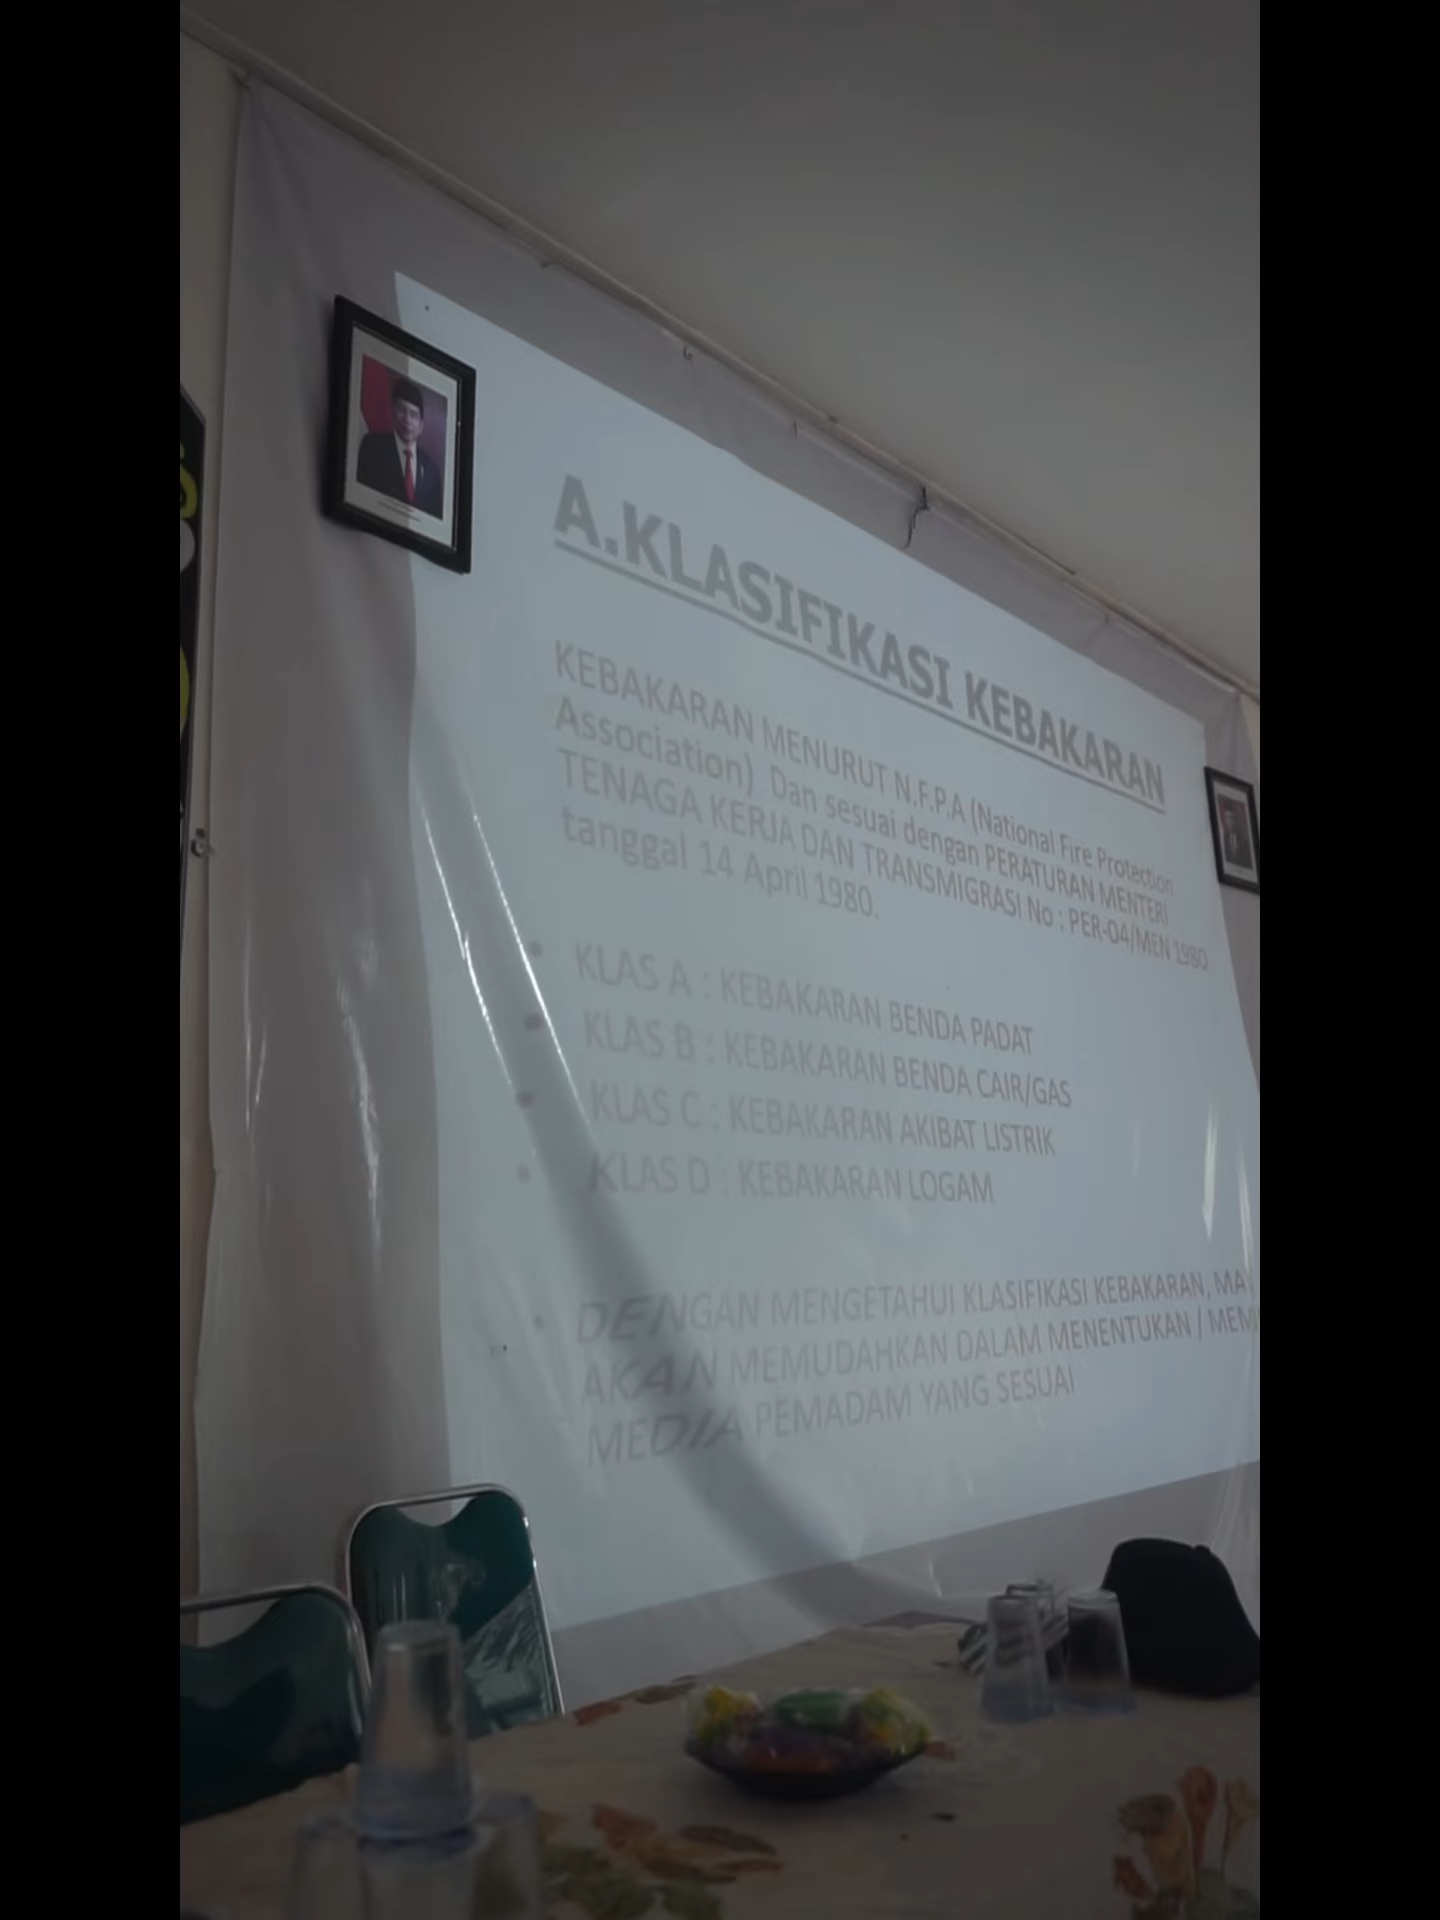 A.KLASIFIKASI KEBAKARAN
KEBAKARAN MENURUT N.F.P.A (National Fire Protection
Association) Dan sesuai dengan PERATURAN MENTERI
TENAGA KERJA DAN TRANSMIGRASI No : PER-04/MEN 1980
tanggal 14 April 1980.
• KLAS A : KEBAKARAN BENDA PADAT
• KLAS B : KEBAKARAN BENDA CAIR/GAS
• KLAS C : KEBAKARAN AKIBAT LISTRIK
• KLAS D : KEBAKARAN LOGAM
• DENGAN MENGETAHUI KLASIFIKASI KEBAKARAN, MA
AKAN MEMUDAHKAN DALAM MENENTUKAN / MEM
MEDIA PEMADAM YANG SESUAI